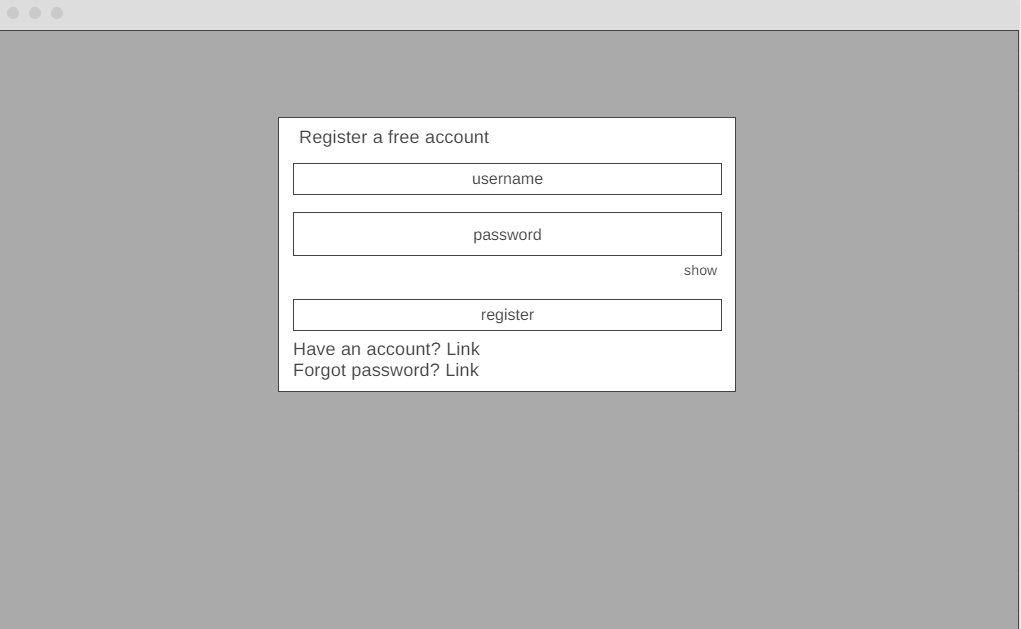 Register a free account
username
password
show
register
Have an account? Link
Forgot password? Link